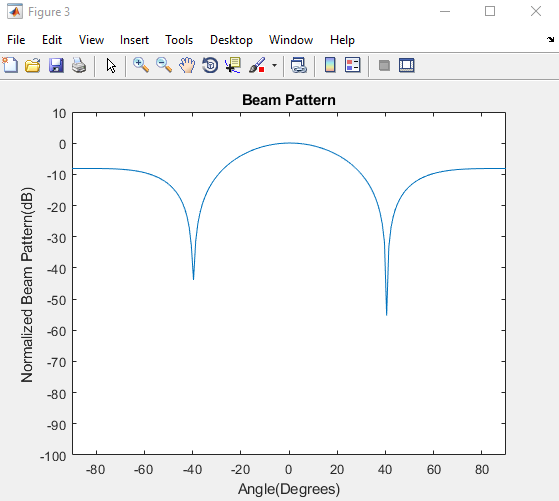 Figure 3
File Edit View Insert Tools Desktop Window Help
Beam Pattern
10
0
-10
-20
-30
-40
-50
-60
-70
-80
-90
-100
Normalized Beam Pattern(dB)
-80 -60 -40 -20 0 20 40 60 80
Angle(Degrees)